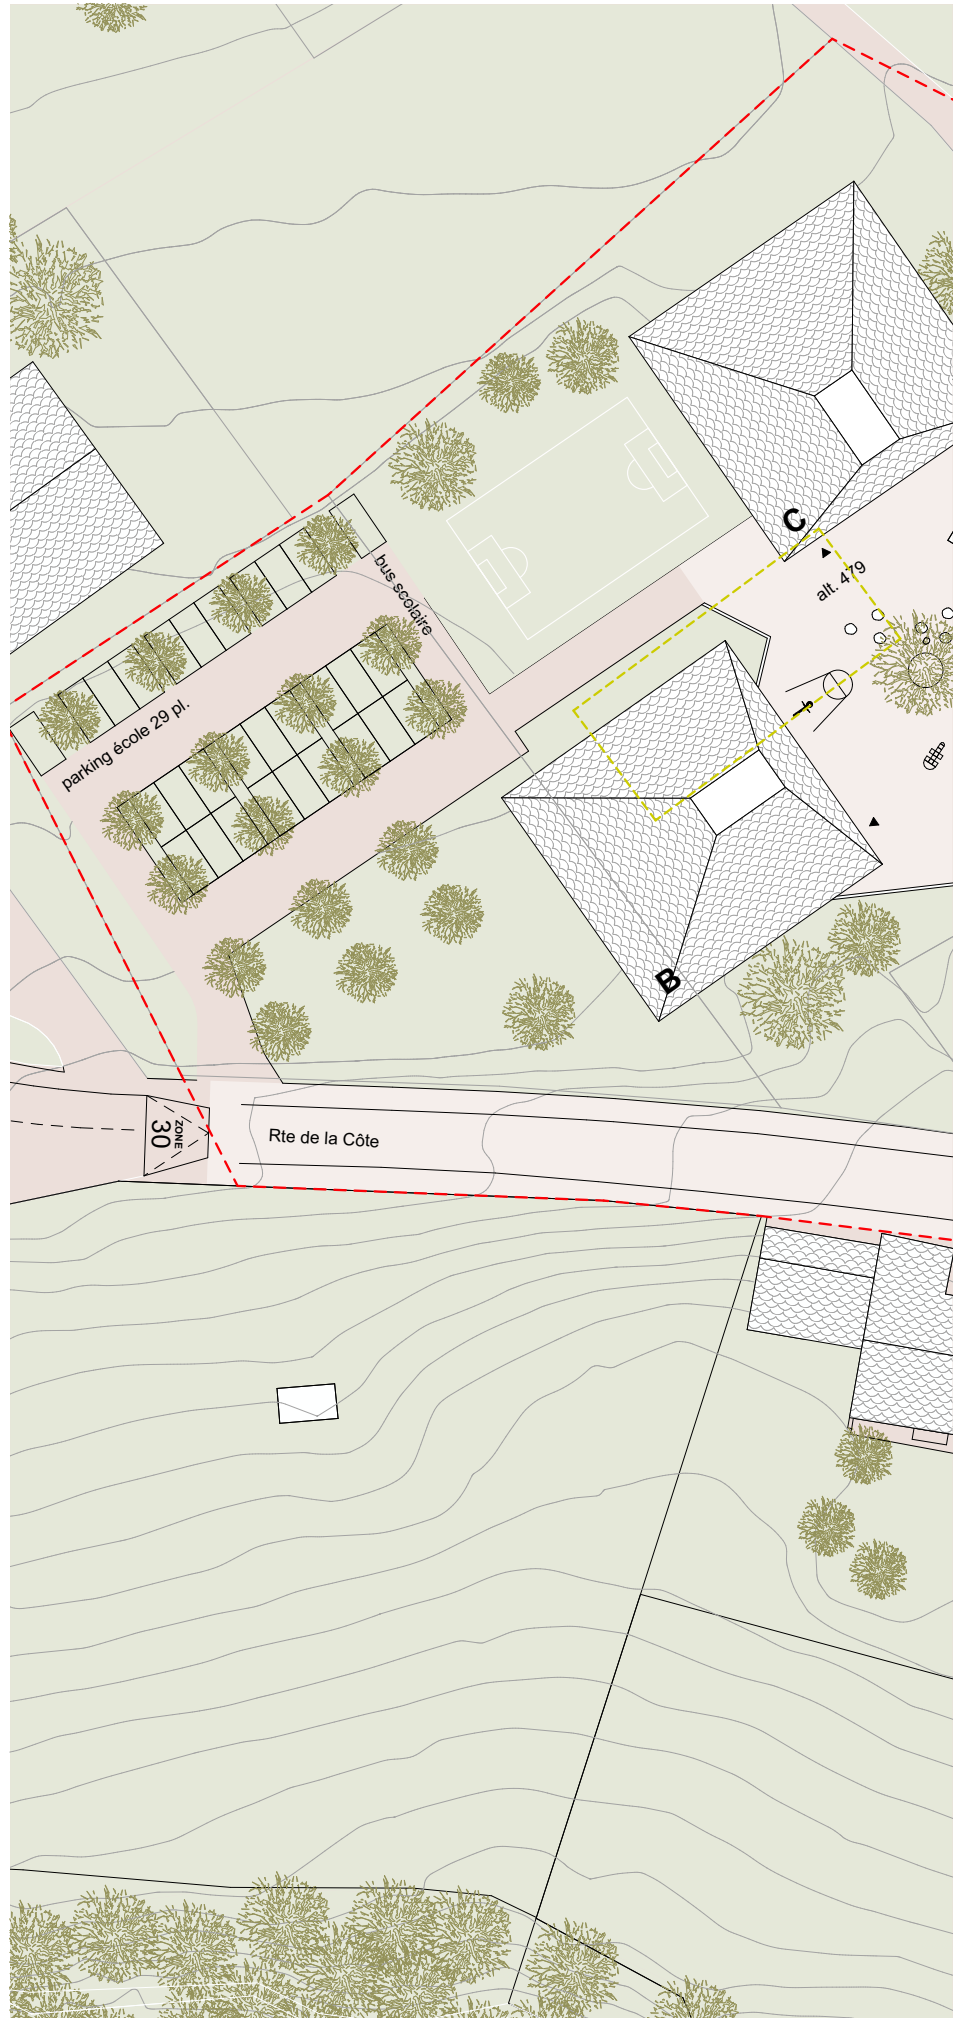 C
alt. 479
bus scolaire
parking école 29 pl.
B
ZONE
30
Rte de la Côte